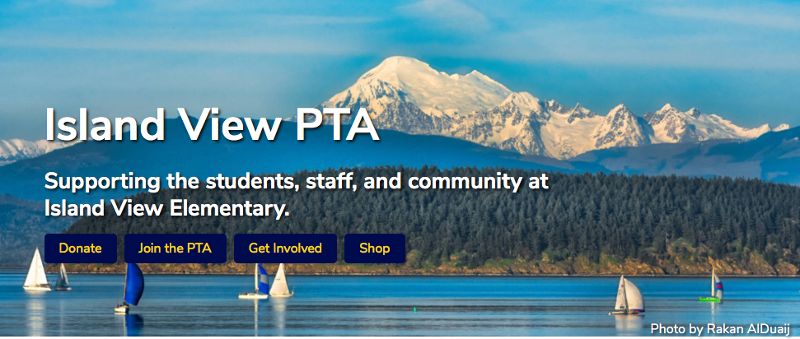 Island View PTA
Supporting the students, staff, and community at
Island View Elementary.
Donate
Join the PTA
Get Involved
Shop
Photo by Rakan AlDuaij